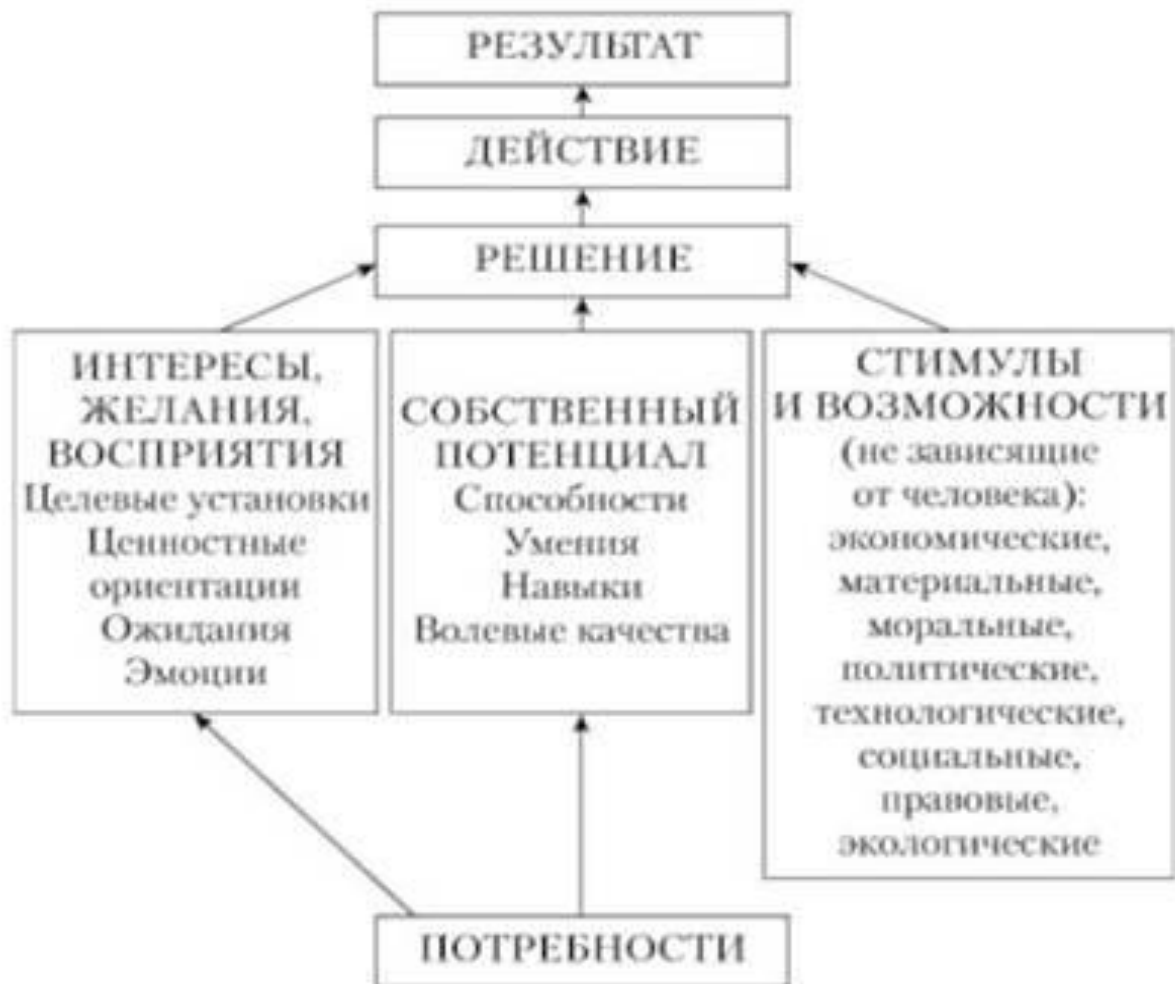 РЕЗУЛЬТАТ
ДЕЙСТВИЕ
РЕШЕНИЕ
ИНТЕРЕСЫ,
ЖЕЛАНИЯ,
ВОСПРИЯТИЯ
Целевые установки
Ценностные
ориентации
Ожидания
Эмоции
СОБСТВЕННЫЙ
ПОТЕНЦИАЛ
Способности
Умения
Навыки
Волевые качества
СТИМУЛЫ
И ВОЗМОЖНОСТИ
(не зависящие
от человека):
экономические,
материальные,
моральные,
политические,
технологические,
социальные,
правовые,
экологические
ПОТРЕБНОСТИ